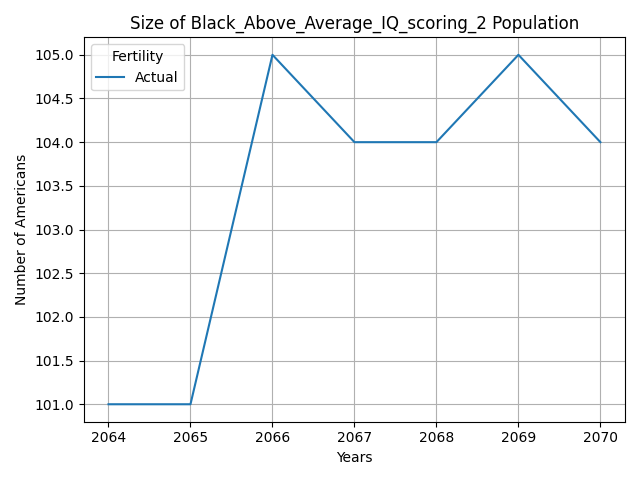 Size of Black_Above_Average_IQ_scoring_2 Population
Fertility
Actual
Number of Americans
105.0
104.5
104.0
103.5
103.0
102.5
102.0
101.5
101.0
2064 2065 2066 2067 2068 2069 2070
Years